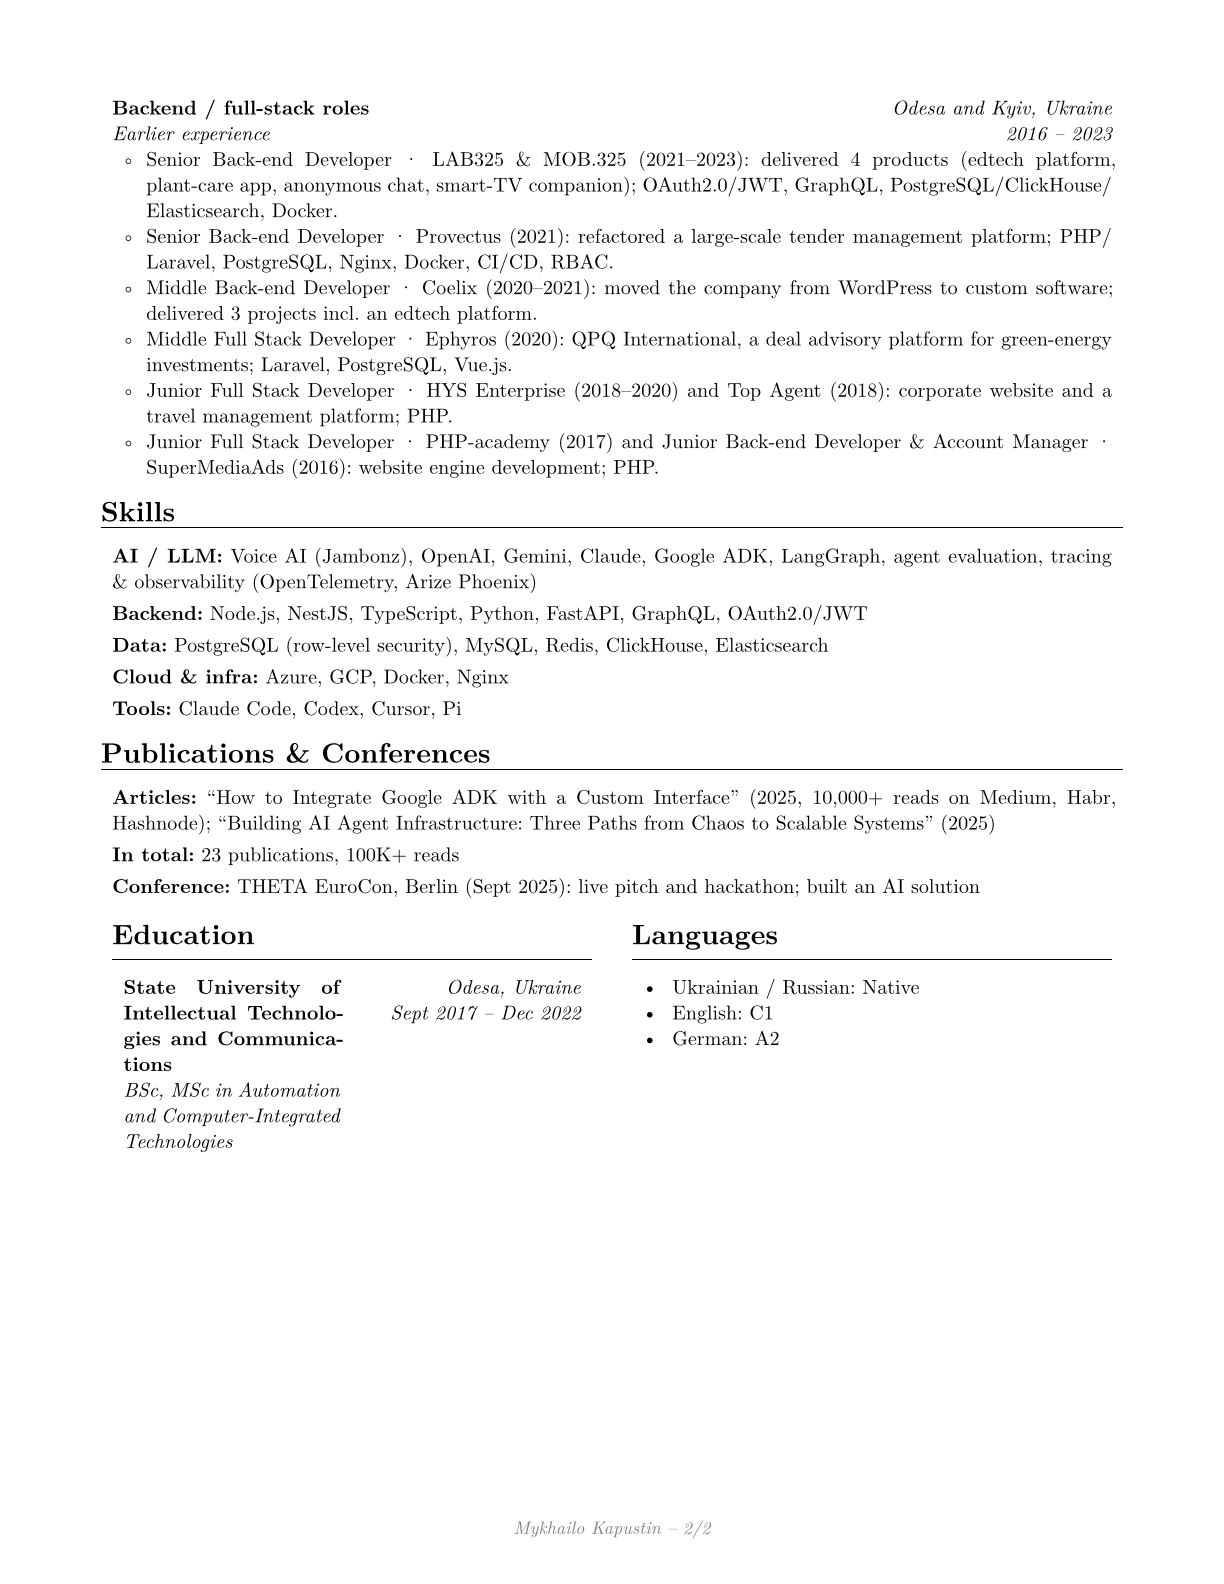 Backend / full-stack roles
Odesa and Kyiv, Ukraine
Earlier experience
2016 – 2023
◦ Senior Back-end Developer · LAB325 & MOB.325 (2021–2023): delivered 4 products (edtech platform,
plant-care app, anonymous chat, smart-TV companion); OAuth2.0/JWT, GraphQL, PostgreSQL/ClickHouse/
Elasticsearch, Docker.
◦ Senior Back-end Developer · Provectus (2021): refactored a large-scale tender management platform; PHP/
Laravel, PostgreSQL, Nginx, Docker, CI/CD, RBAC.
◦ Middle Back-end Developer · Coelix (2020–2021): moved the company from WordPress to custom software;
delivered 3 projects incl. an edtech platform.
◦ Middle Full Stack Developer · Ephyros (2020): QPQ International, a deal advisory platform for green-energy
investments; Laravel, PostgreSQL, Vue.js.
◦ Junior Full Stack Developer · HYS Enterprise (2018–2020) and Top Agent (2018): corporate website and a
travel management platform; PHP.
◦ Junior Full Stack Developer · PHP-academy (2017) and Junior Back-end Developer & Account Manager ·
SuperMediaAds (2016): website engine development; PHP.
Skills
AI / LLM: Voice AI (Jambonz), OpenAI, Gemini, Claude, Google ADK, LangGraph, agent evaluation, tracing
& observability (OpenTelemetry, Arize Phoenix)
Backend: Node.js, NestJS, TypeScript, Python, FastAPI, GraphQL, OAuth2.0/JWT
Data: PostgreSQL (row-level security), MySQL, Redis, ClickHouse, Elasticsearch
Cloud & infra: Azure, GCP, Docker, Nginx
Tools: Claude Code, Codex, Cursor, Pi
Publications & Conferences
Articles: “How to Integrate Google ADK with a Custom Interface” (2025, 10,000+ reads on Medium, Habr,
Hashnode); “Building AI Agent Infrastructure: Three Paths from Chaos to Scalable Systems” (2025)
In total: 23 publications, 100K+ reads
Conference: THETA EuroCon, Berlin (Sept 2025): live pitch and hackathon; built an AI solution
Education
State University of
Intellectual Technolo-
gies and Communica-
tions
BSc, MSc in Automation
and Computer-Integrated
Technologies
Odesa, Ukraine
Sept 2017 – Dec 2022
Languages
• Ukrainian / Russian: Native
• English: C1
• German: A2
Mykhailo Kapustin – 2/2